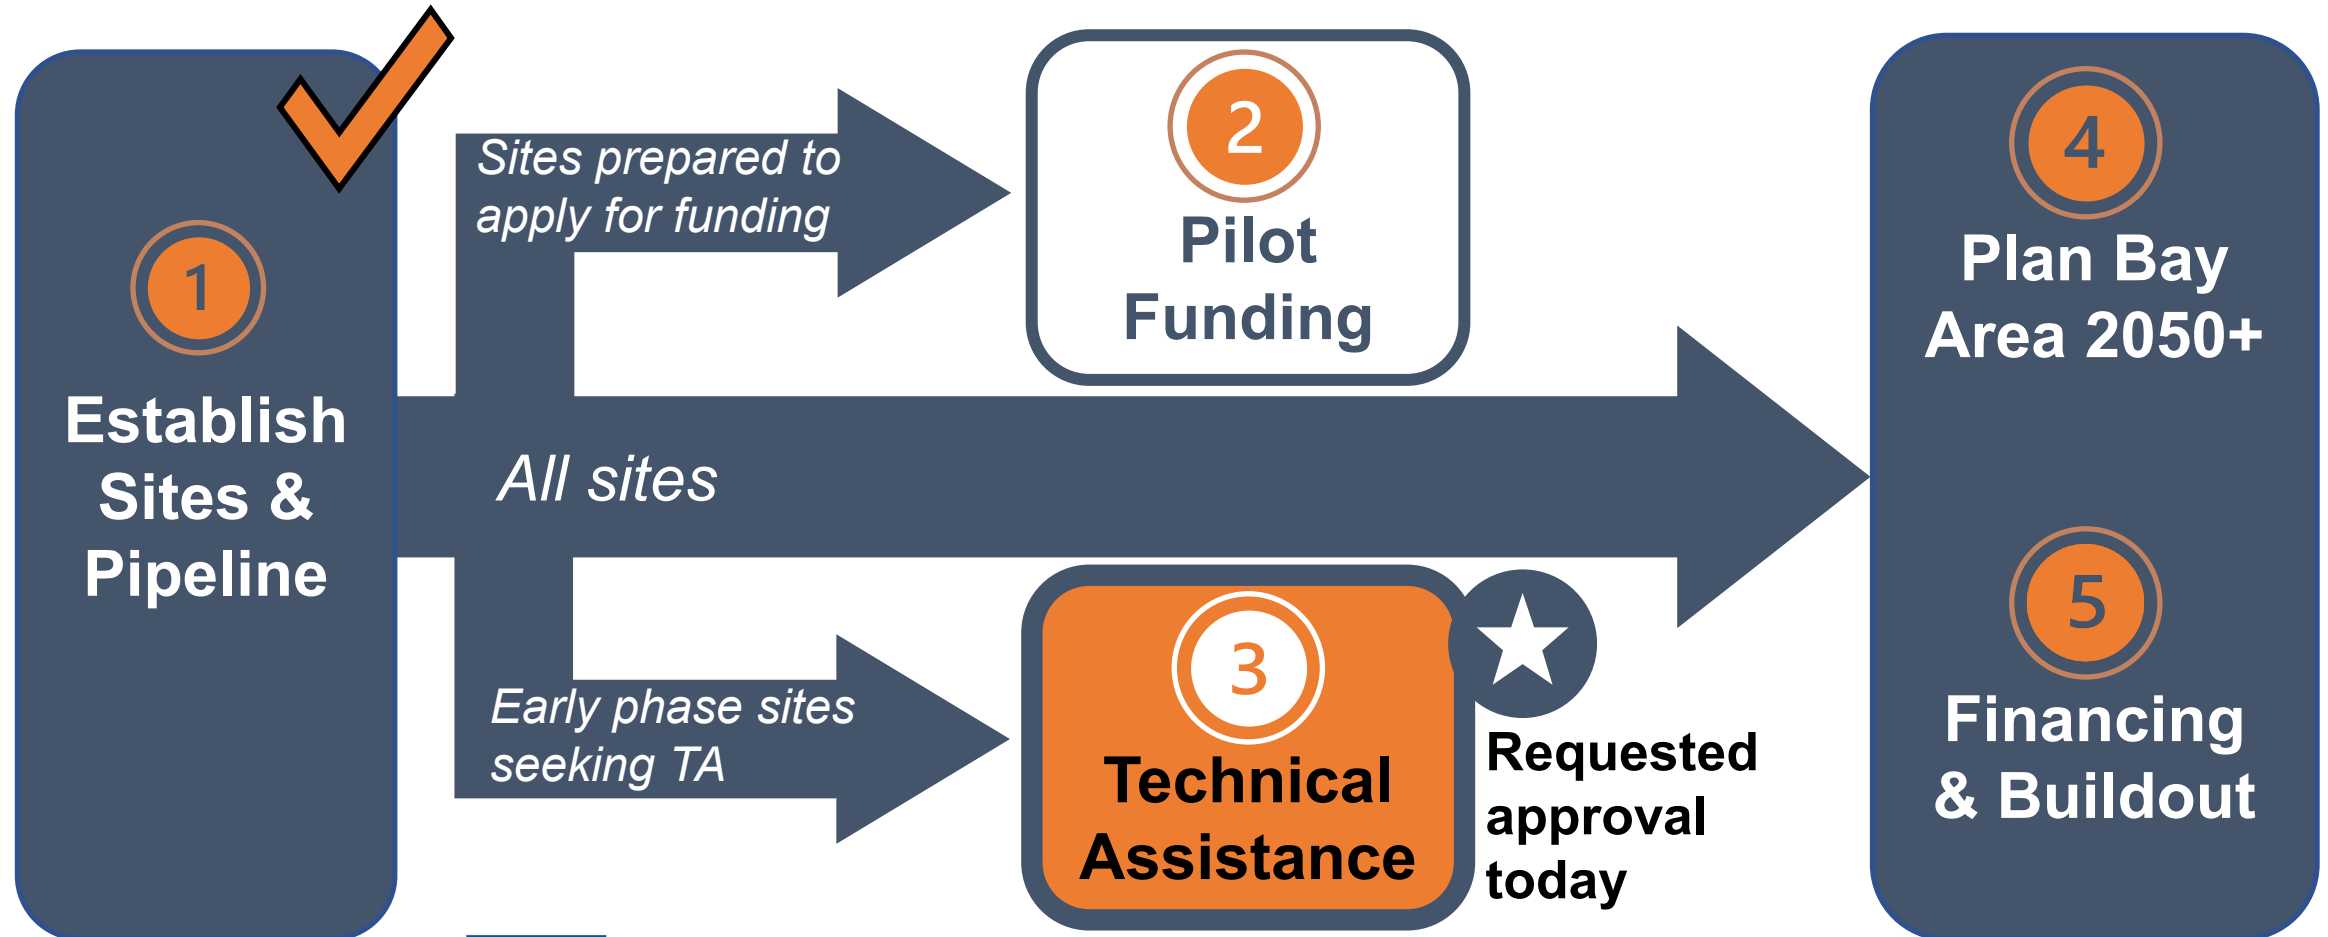 1
Establish
Sites &
Pipeline
Sites prepared to
apply for funding
All sites
Early phase sites
seeking TA
2
Pilot
Funding
3
Technical
Assistance
Requested
approval
today
4
Plan Bay
Area 2050+
5
Financing
& Buildout